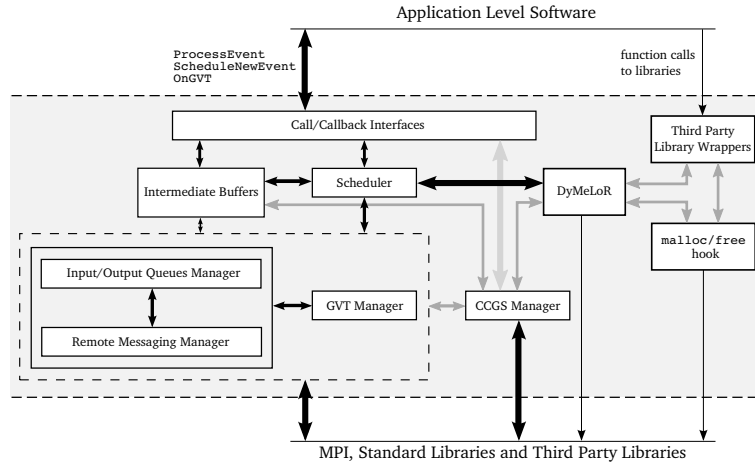 Application Level Software
ProcessEvent
ScheduleNewEvent
OnGVT
function calls
to libraries
Call/Callback Interfaces
Third Party
Library Wrappers
Intermediate Buffers
Scheduler
DyMeLoR
malloc/free
hook
Input/Output Queues Manager
GVT Manager
CCGS Manager
Remote Messaging Manager
MPI, Standard Libraries and Third Party Libraries